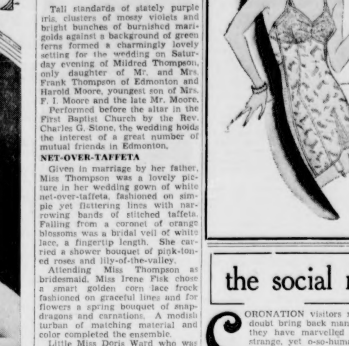 Tall standards of stately purple
iris, clusters of mossy violets and
bright bunches of burnished mari-
golds against a background of green
ferns formed a charmingly lovely
setting for the wedding on Satur-
day evening of Mildred Thompson,
only daughter of Mr. and Mrs.
Frank Thompson of Edmonton and
Harold Moore, youngest son of Mrs.
F. I. Moore and the late Mr. Moore.
Performed before the altar in the
First Baptist Church by the Rev.
Charles G. Stone, the wedding holds
the interest of a great number of
mutual friends in Edmonton.
NET-OVER-TAFFETA
Given in marriage by her father,
Miss Thompson was a lovely pic-
ture in her wedding gown of white
net-over-taffeta, fashioned on sim-
ple yet flattering lines with nar-
rowing bands of stitched taffeta.
Falling from a coronet of orange
blossoms was a bridal veil of white
lace, a fingertip length. She car-
ried a shower bouquet of pink-ton-
ed roses and lily-of-the-valley.
Attending Miss Thompson as
bridesmaid, Miss Irene Fisk chose
a smart golden corn lace frock
fashioned on graceful lines and for
flowers a spring bouquet of snap-
dragons and carnations. A modish
turban of matching material and
color completed the ensemble.
Little Miss Doris Ward who was
the social
CORONATION visitors
doubt bring back man
they have marvelled
strange, yet o-so-hum